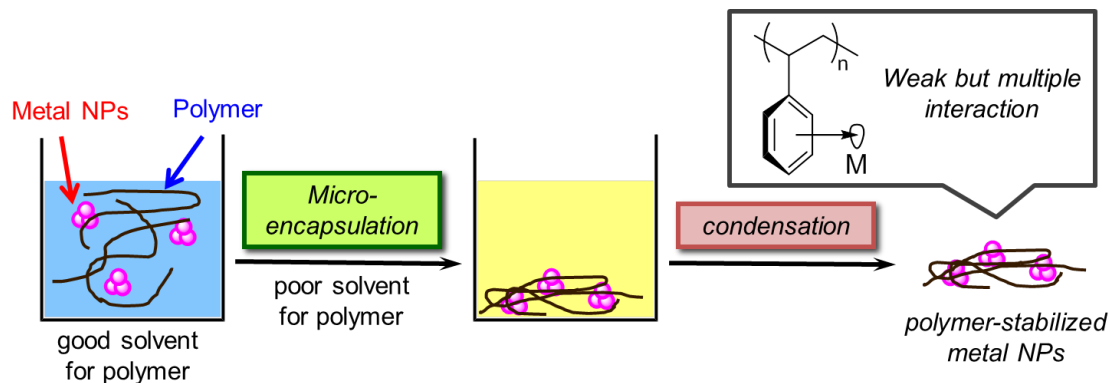 Metal NPs
Polymer
good solvent
for polymer
Micro-
encapsulation
poor solvent
for polymer
condensation
n
M
Weak but multiple
interaction
polymer-stabilized
metal NPs